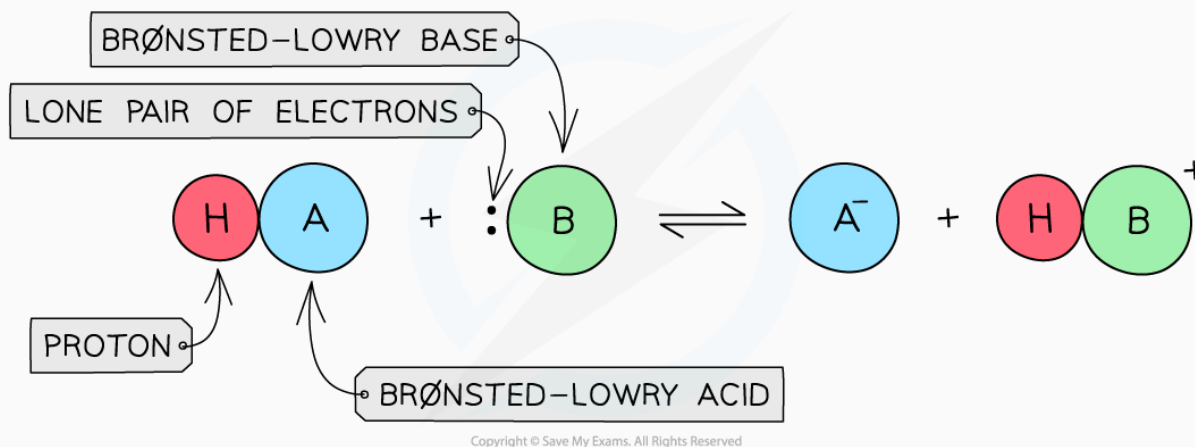 BRØNSTED–LOWRY BASE
LONE PAIR OF ELECTRONS
H A + : B ⇌ A⁻ + H B⁺
PROTON
BRØNSTED–LOWRY ACID
Copyright © Save My Exams. All Rights Reserved